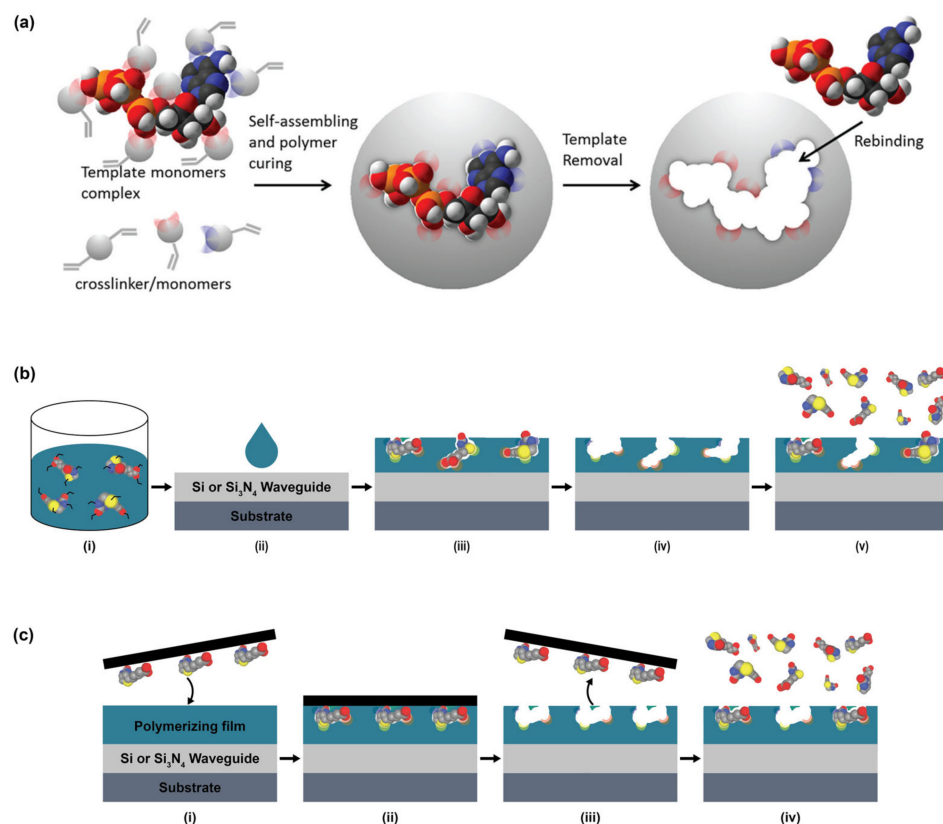 (a)
Template monomers
complex
crosslinker/monomers
Self-assembling
and polymer
curing
Template
Removal
Rebinding
(b)
Si or Si₃N₄ Waveguide
Substrate
(i)
(ii)
(iii)
(iv)
(v)
(c)
Polymerizing film
Si or Si₃N₄ Waveguide
Substrate
(i)
(ii)
(iii)
(iv)